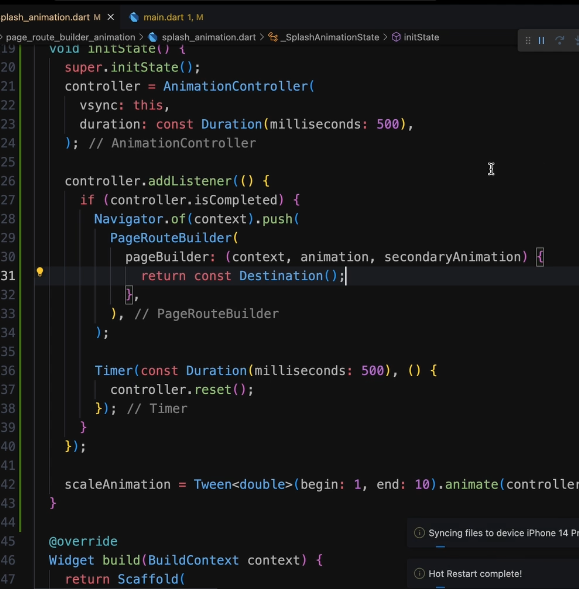 splash_animation.dart M ×
main.dart 1, M
page_route_builder_animation > splash_animation.dart > _SplashAnimationState > initState
19 void initState() {
20 super.initState();
21 controller = AnimationController(
22 vsync: this,
23 duration: const Duration(milliseconds: 500),
24 ); // AnimationController
25
26 controller.addListener(() {
27 if (controller.isCompleted) {
28 Navigator.of(context).push(
29 PageRouteBuilder(
30 pageBuilder: (context, animation, secondaryAnimation) {
31 return const Destination();
32 },
33 ), // PageRouteBuilder
34 );
35
36 Timer(const Duration(milliseconds: 500), () {
37 controller.reset();
38 }); // Timer
39 }
40 });
41
42 scaleAnimation = Tween<double>(begin: 1, end: 10).animate(controller
43 }
44
45 @override
46 Widget build(BuildContext context) {
47 return Scaffold(
Syncing files to device iPhone 14 Pr
Hot Restart complete!